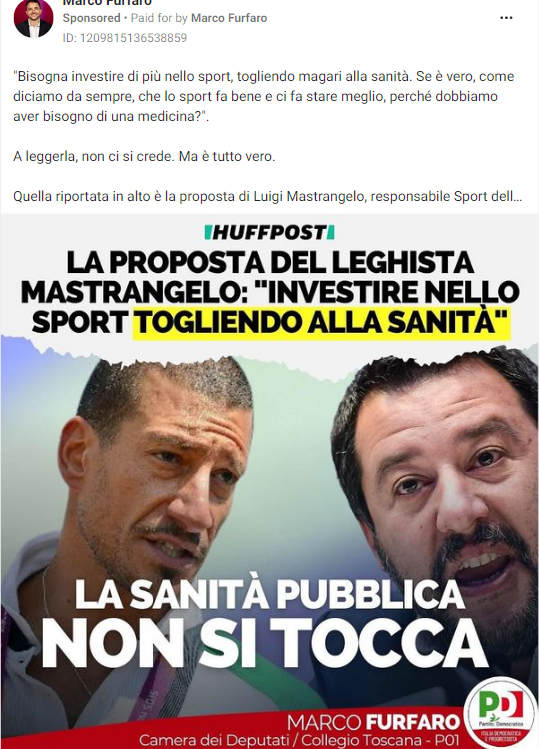 Marco Furfaro
Sponsored • Paid for by Marco Furfaro
ID: 1209815136538859
"Bisogna investire di più nello sport, togliendo magari alla sanità. Se è vero, come
diciamo da sempre, che lo sport fa bene e ci fa stare meglio, perché dobbiamo
aver bisogno di una medicina?".
A leggerla, non ci si crede. Ma è tutto vero.
Quella riportata in alto è la proposta di Luigi Mastrangelo, responsabile Sport dell...
HUFFPOST
LA PROPOSTA DEL LEGHISTA
MASTRANGELO: "INVESTIRE NELLO
SPORT TOGLIENDO ALLA SANITÀ"
LA SANITÀ PUBBLICA
NON SI TOCCA
MARCO FURFARO
Camera dei Deputati / Collegio Toscana - P01
PD
Partito Democratico
ITALIA DEMOCRATICA
E PROGRESSISTA